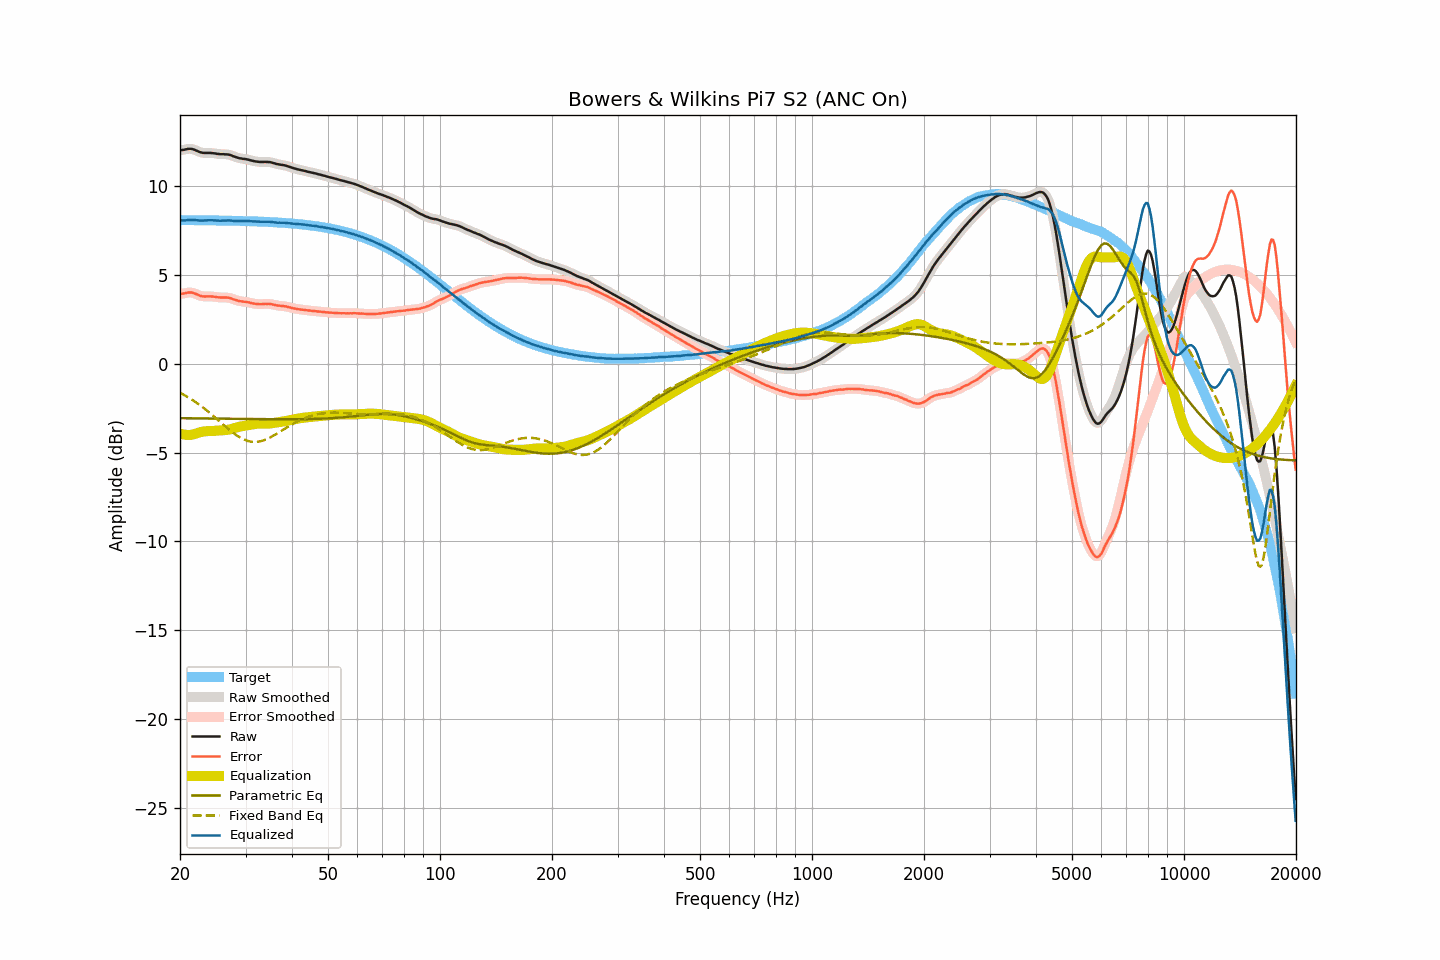 Bowers & Wilkins Pi7 S2 (ANC On)
10
5
0
−5
−10
−15
−20
−25
Amplitude (dBr)
Target
Raw Smoothed
Error Smoothed
Raw
Error
Equalization
Parametric Eq
Fixed Band Eq
Equalized
20 50 100 200 500 1000 2000 5000 10000 20000
Frequency (Hz)